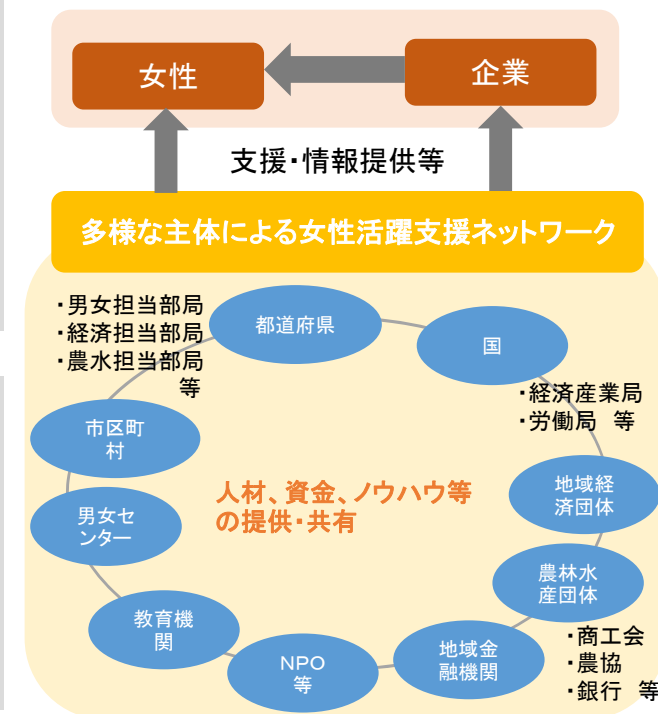 女性
企業
支援・情報提供等
多様な主体による女性活躍支援ネットワーク
・男女担当部局
・経済担当部局
・農水担当部局
等
都道府県
国
・経済産業局
・労働局　等
市区町
村
地域経
済団体
人材、資金、ノウハウ等
の提供・共有
男女セ
ンター
農林水
産団体
教育機
関
・商工会
・農協
・銀行　等
地域金
融機関
NPO
等